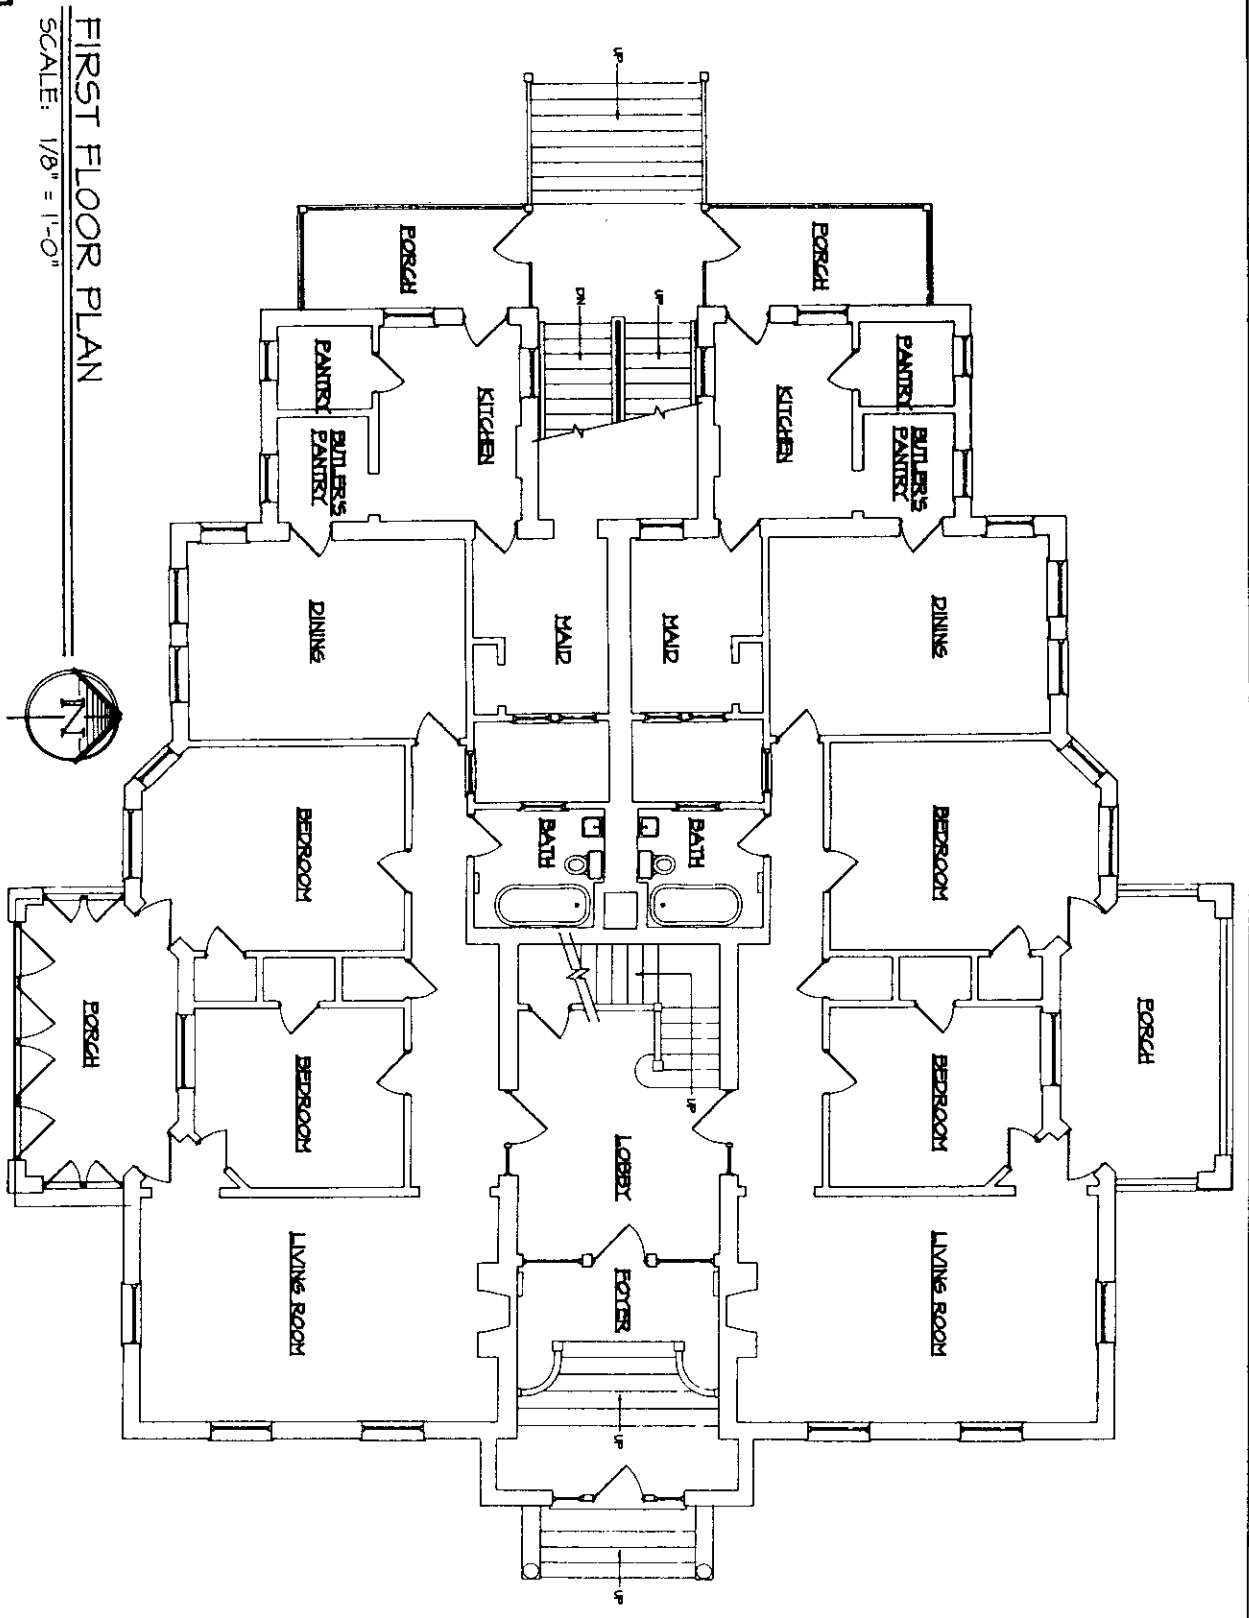 FIRST FLOOR PLAN
SCALE: 1/8" = 1'-0"
N
UP
PORCH
PORCH
DN
UP
PANTRY
KITCHEN
KITCHEN
PANTRY
BUTLER'S
PANTRY
BUTLER'S
PANTRY
DINING
MAID
MAID
DINING
BEDROOM
BATH
BATH
BEDROOM
PORCH
BEDROOM
UP
BEDROOM
PORCH
LOBBY
LIVING ROOM
FOYER
LIVING ROOM
UP
UP